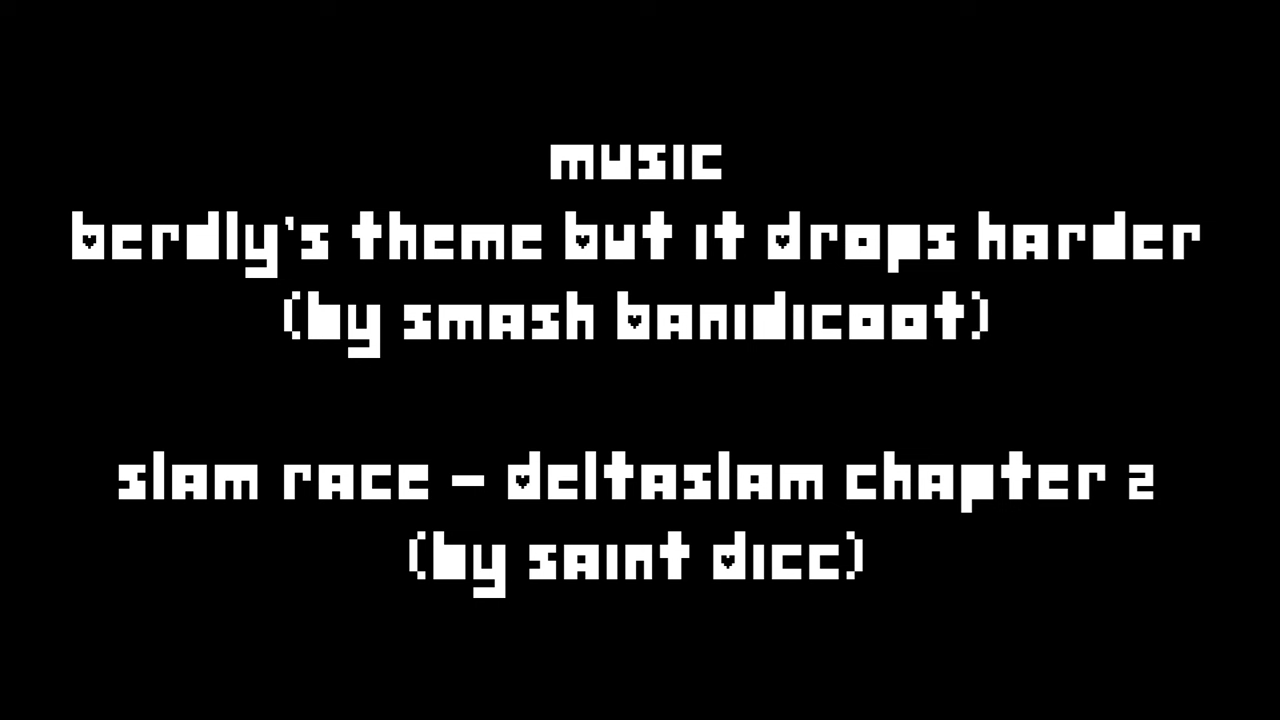 music
berdly's theme but it drops harder
(by smash banidicoot)
slam race - deltaslam chapter 2
(by saint dicc)